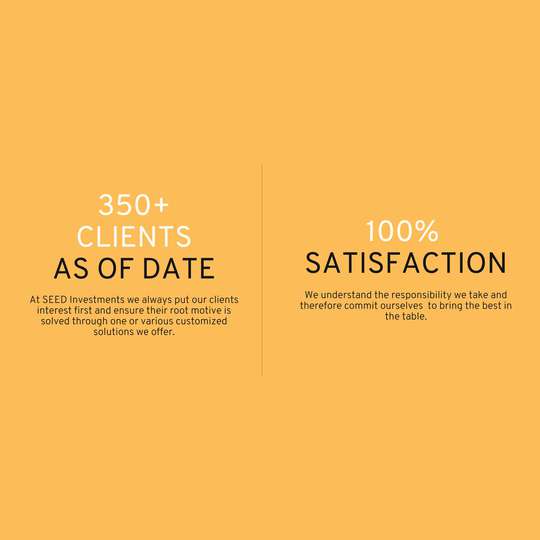 350+
CLIENTS
AS OF DATE
At SEED Investments we always put our clients
interest first and ensure their root motive is
solved through one or various customized
solutions we offer.
100%
SATISFACTION
We understand the responsibility we take and
therefore commit ourselves  to bring the best in
the table.